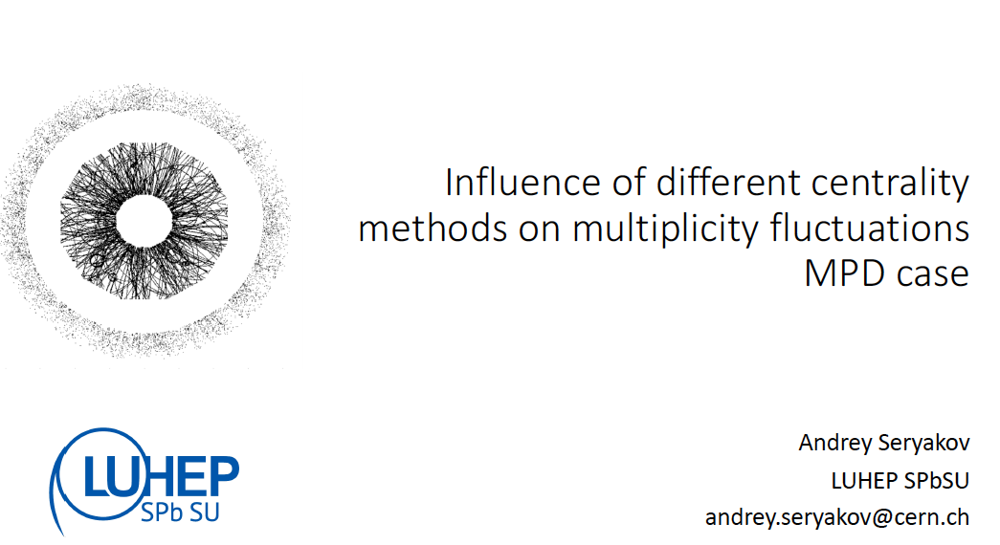 Influence of different centrality
methods on multiplicity fluctuations
MPD case
Andrey Seryakov
LUHEP SPbSU
andrey.seryakov@cern.ch
LUHEP
SPb SU